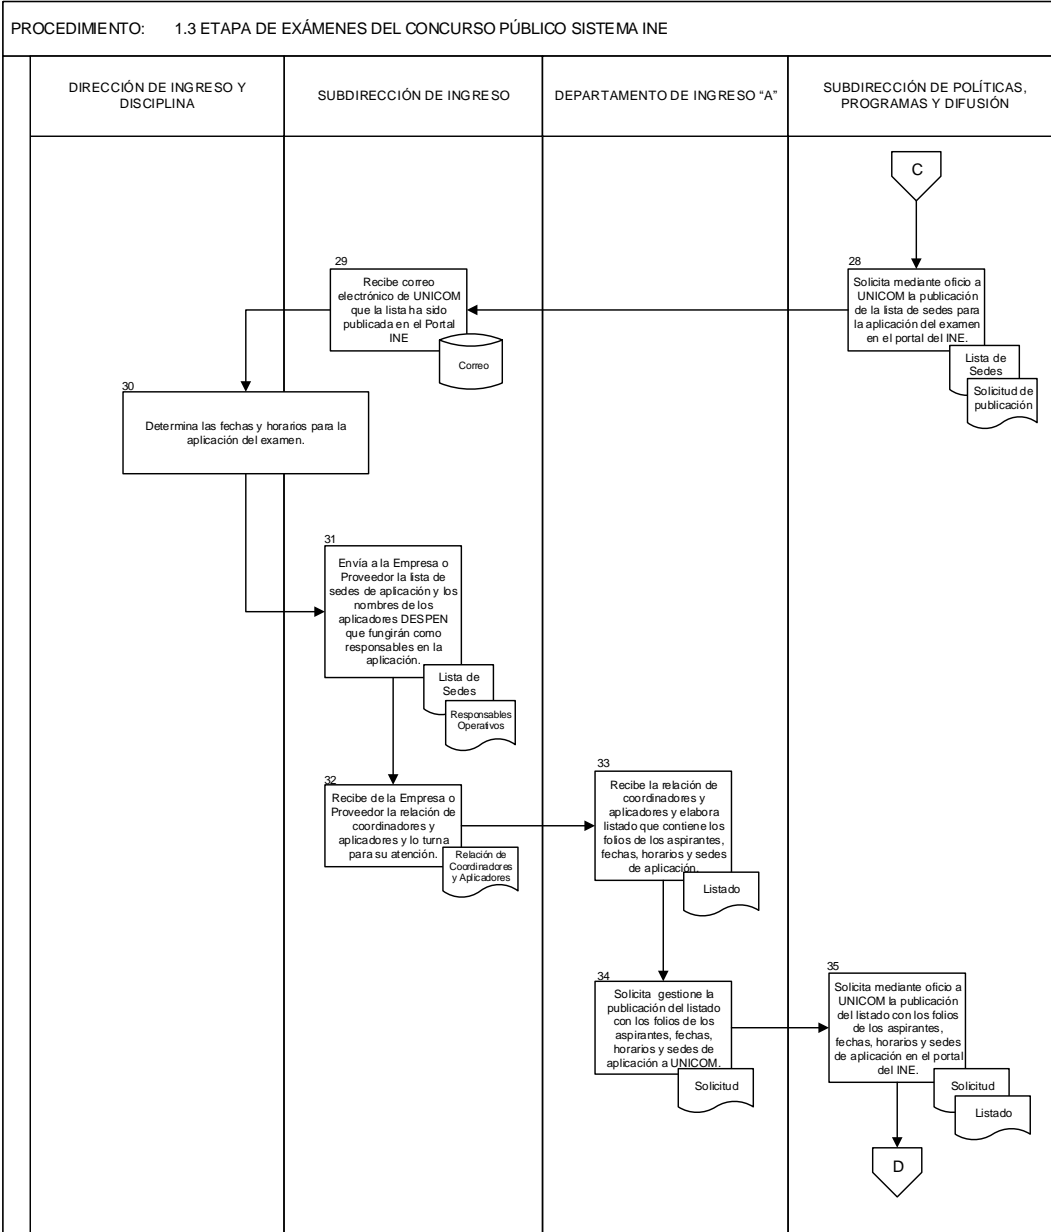 PROCEDIMIENTO: 1.3 ETAPA DE EXÁMENES DEL CONCURSO PÚBLICO SISTEMA INE
DIRECCIÓN DE INGRESO Y
DISCIPLINA
SUBDIRECCIÓN DE INGRESO
DEPARTAMENTO DE INGRESO “A”
SUBDIRECCIÓN DE POLÍTICAS,
PROGRAMAS Y DIFUSIÓN
C
28
Solicita mediante oficio a
UNICOM la publicación
de la lista de sedes para
la aplicación del examen
en el portal del INE.
Lista de
Sedes
Solicitud de
publicación
29
Recibe correo
electrónico de UNICOM
que la lista ha sido
publicada en el Portal
INE
Correo
30
Determina las fechas y horarios para la
aplicación del examen.
31
Envía a la Empresa o
Proveedor la lista de
sedes de aplicación y los
nombres de los
aplicadores DESPEN
que fungirán como
responsables en la
aplicación.
Lista de
Sedes
Responsables
Operativos
32
Recibe de la Empresa o
Proveedor la relación de
coordinadores y
aplicadores y lo turna
para su atención.
Relación de
Coordinadores
y Aplicadores
33
Recibe la relación de
coordinadores y
aplicadores y elabora
listado que contiene los
folios de los aspirantes,
fechas, horarios y sedes
de aplicación.
Listado
34
Solicita gestione la
publicación del listado
con los folios de los
aspirantes, fechas,
horarios y sedes de
aplicación a UNICOM.
Solicitud
35
Solicita mediante oficio a
UNICOM la publicación
del listado con los folios
de los aspirantes,
fechas, horarios y sedes
de aplicación en el portal
del INE.
Solicitud
Listado
D